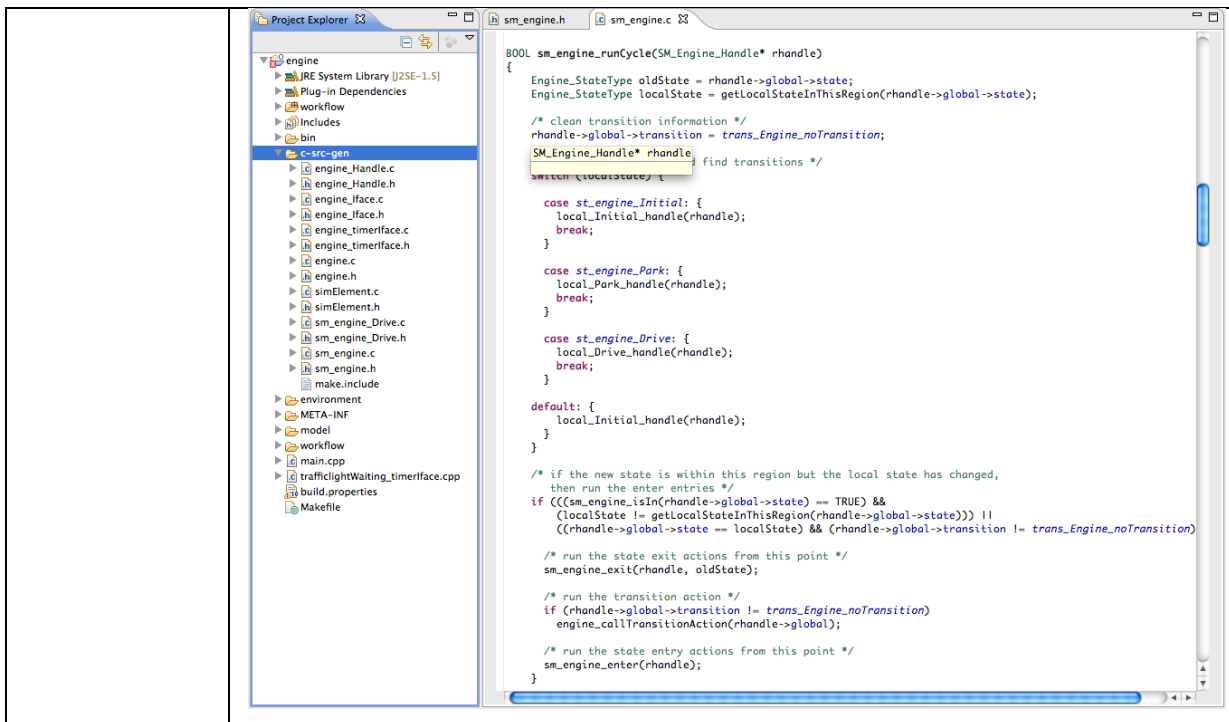 Project Explorer
engine
JRE System Library [J2SE-1.5]
Plug-in Dependencies
workflow
Includes
bin
c-src-gen
engine_Handle.c
engine_Handle.h
engine_Iface.c
engine_Iface.h
engine_timerIface.c
engine_timerIface.h
engine.c
engine.h
simElement.c
simElement.h
sm_engine_Drive.c
sm_engine_Drive.h
sm_engine.c
sm_engine.h
make.include
environment
META-INF
model
workflow
main.cpp
trafficlightWaiting_timerIface.cpp
build.properties
Makefile
sm_engine.h
sm_engine.c
BOOL sm_engine_runCycle(SM_Engine_Handle* rhandle)
{
Engine_StateType oldState = rhandle->global->state;
Engine_StateType localState = getLocalStateInThisRegion(rhandle->global->state);
/* clean transition information */
rhandle->global->transition = trans_Engine_noTransition;
SM_Engine_Handle* rhandle
find transitions */
switch (localState) {
case st_engine_Initial: {
local_Initial_handle(rhandle);
break;
}
case st_engine_Park: {
local_Park_handle(rhandle);
break;
}
case st_engine_Drive: {
local_Drive_handle(rhandle);
break;
}
default: {
local_Initial_handle(rhandle);
}
}
/* if the new state is within this region but the local state has changed,
then run the enter entries */
if (((sm_engine_isIn(rhandle->global->state) == TRUE) &&
(localState != getLocalStateInThisRegion(rhandle->global->state))) ||
((rhandle->global->state == localState) && (rhandle->global->transition != trans_Engine_noTransition)
/* run the state exit actions from this point */
sm_engine_exit(rhandle, oldState);
/* run the transition action */
if (rhandle->global->transition != trans_Engine_noTransition)
engine_callTransitionAction(rhandle->global);
/* run the state entry actions from this point */
sm_engine_enter(rhandle);
}